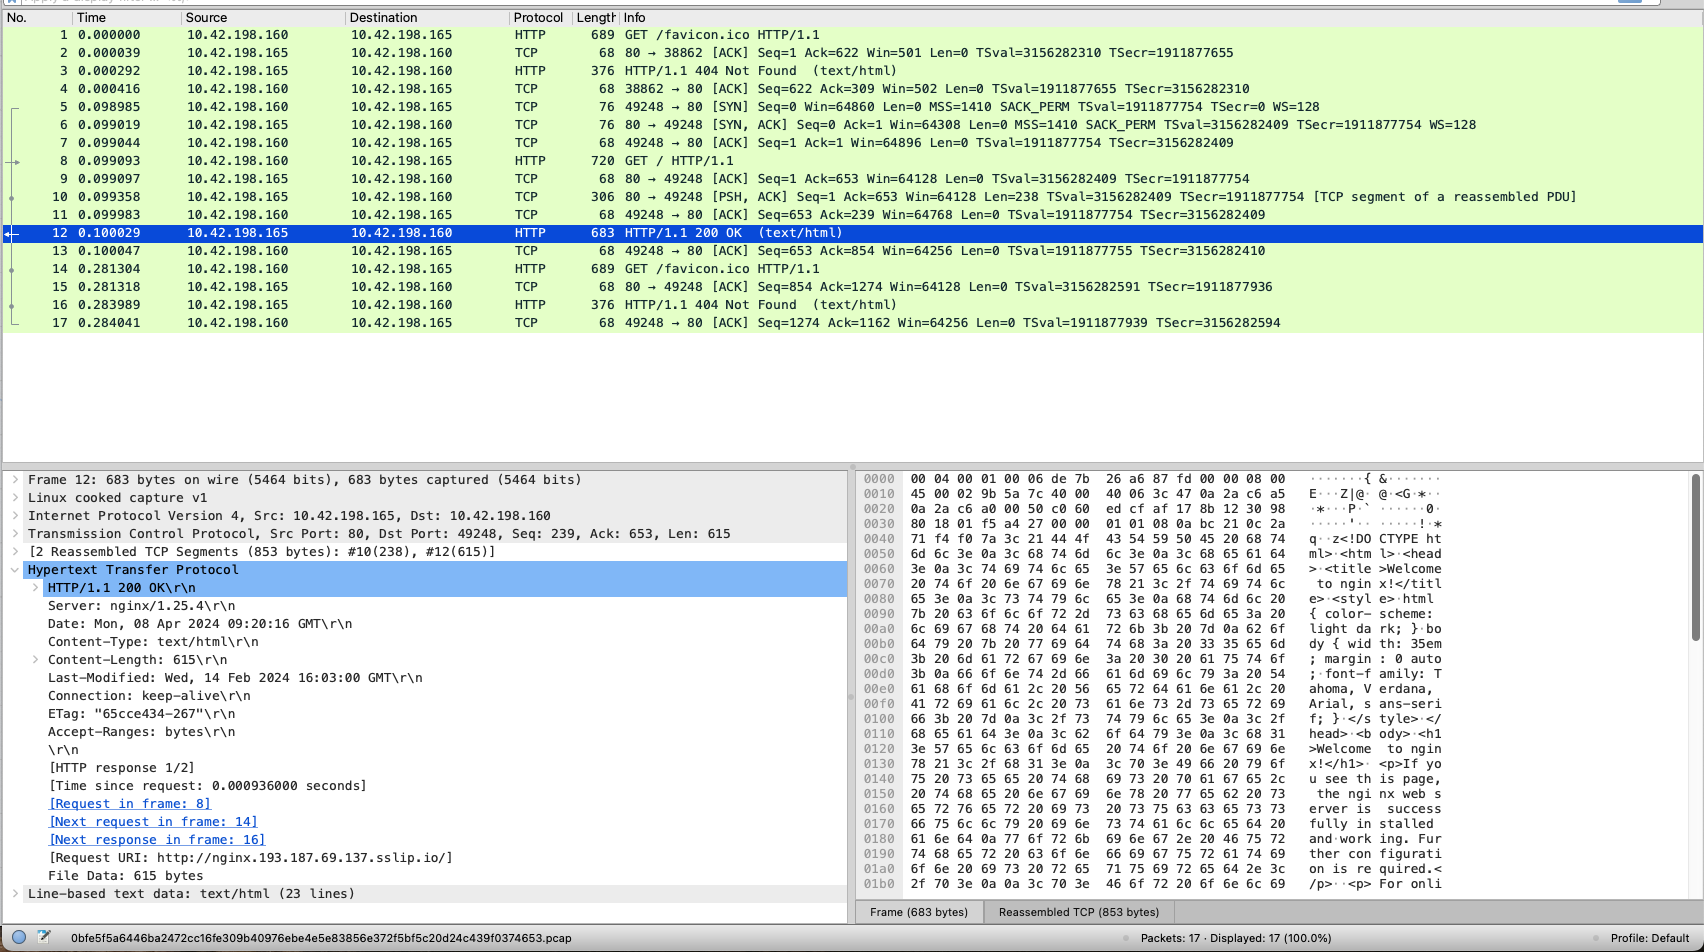 No. Time Source Destination Protocol Length Info
1 0.000000 10.42.198.160 10.42.198.165 HTTP 689 GET /favicon.ico HTTP/1.1
2 0.000039 10.42.198.165 10.42.198.160 TCP 68 80 → 38862 [ACK] Seq=1 Ack=622 Win=501 Len=0 TSval=3156282310 TSecr=1911877655
3 0.000292 10.42.198.165 10.42.198.160 HTTP 376 HTTP/1.1 404 Not Found (text/html)
4 0.000416 10.42.198.160 10.42.198.165 TCP 68 38862 → 80 [ACK] Seq=622 Ack=309 Win=502 Len=0 TSval=1911877655 TSecr=3156282310
5 0.098985 10.42.198.160 10.42.198.165 TCP 76 49248 → 80 [SYN] Seq=0 Win=64860 Len=0 MSS=1410 SACK_PERM TSval=1911877754 TSecr=0 WS=128
6 0.099019 10.42.198.165 10.42.198.160 TCP 76 80 → 49248 [SYN, ACK] Seq=0 Ack=1 Win=64308 Len=0 MSS=1410 SACK_PERM TSval=3156282409 TSecr=1911877754 WS=128
7 0.099044 10.42.198.160 10.42.198.165 TCP 68 49248 → 80 [ACK] Seq=1 Ack=1 Win=64896 Len=0 TSval=1911877754 TSecr=3156282409
8 0.099093 10.42.198.160 10.42.198.165 HTTP 720 GET / HTTP/1.1
9 0.099097 10.42.198.165 10.42.198.160 TCP 68 80 → 49248 [ACK] Seq=1 Ack=653 Win=64128 Len=0 TSval=3156282409 TSecr=1911877754
10 0.099358 10.42.198.165 10.42.198.160 TCP 306 80 → 49248 [PSH, ACK] Seq=1 Ack=653 Win=64128 Len=238 TSval=3156282409 TSecr=1911877754 [TCP segment of a reassembled PDU]
11 0.099983 10.42.198.160 10.42.198.165 TCP 68 49248 → 80 [ACK] Seq=653 Ack=239 Win=64768 Len=0 TSval=1911877754 TSecr=3156282409
12 0.100029 10.42.198.165 10.42.198.160 HTTP 683 HTTP/1.1 200 OK (text/html)
13 0.100047 10.42.198.160 10.42.198.165 TCP 68 49248 → 80 [ACK] Seq=653 Ack=854 Win=64256 Len=0 TSval=1911877755 TSecr=3156282410
14 0.281304 10.42.198.160 10.42.198.165 HTTP 689 GET /favicon.ico HTTP/1.1
15 0.281318 10.42.198.165 10.42.198.160 TCP 68 80 → 49248 [ACK] Seq=854 Ack=1274 Win=64128 Len=0 TSval=3156282591 TSecr=1911877936
16 0.283989 10.42.198.165 10.42.198.160 HTTP 376 HTTP/1.1 404 Not Found (text/html)
17 0.284041 10.42.198.160 10.42.198.165 TCP 68 49248 → 80 [ACK] Seq=1274 Ack=1162 Win=64256 Len=0 TSval=1911877939 TSecr=3156282594
Frame 12: 683 bytes on wire (5464 bits), 683 bytes captured (5464 bits)
Linux cooked capture v1
Internet Protocol Version 4, Src: 10.42.198.165, Dst: 10.42.198.160
Transmission Control Protocol, Src Port: 80, Dst Port: 49248, Seq: 239, Ack: 653, Len: 615
[2 Reassembled TCP Segments (853 bytes): #10(238), #12(615)]
Hypertext Transfer Protocol
HTTP/1.1 200 OK\r\n
Server: nginx/1.25.4\r\n
Date: Mon, 08 Apr 2024 09:20:16 GMT\r\n
Content-Type: text/html\r\n
Content-Length: 615\r\n
Last-Modified: Wed, 14 Feb 2024 16:03:00 GMT\r\n
Connection: keep-alive\r\n
ETag: "65cce434-267"\r\n
Accept-Ranges: bytes\r\n
\r\n
[HTTP response 1/2]
[Time since request: 0.000936000 seconds]
[Request in frame: 8]
[Next request in frame: 14]
[Next response in frame: 16]
[Request URI: http://nginx.193.187.69.137.sslip.io/]
File Data: 615 bytes
Line-based text data: text/html (23 lines)
0000 00 04 00 01 00 06 de 7b 26 a6 87 fd 00 00 08 00 ·······{ &·······
0010 45 00 02 9b 5a 7c 40 00 40 06 3c 47 0a 2a c6 a5 E···Z|@· @·<G·*··
0020 0a 2a c6 a0 00 50 c0 60 ed cf af 17 8b 12 30 98 ·*···P·` ······0·
0030 80 18 01 f5 a4 27 00 00 01 01 08 0a bc 21 0c 2a ·····'·· ·····!·*
0040 71 f4 f0 7a 3c 21 44 4f 43 54 59 50 45 20 68 74 q··z<!DO CTYPE ht
0050 6d 6c 3e 0a 3c 68 74 6d 6c 3e 0a 3c 68 65 61 64 ml>·<htm l>·<head
0060 3e 0a 3c 74 69 74 6c 65 3e 57 65 6c 63 6f 6d 65 >·<title >Welcome
0070 20 74 6f 20 6e 67 69 6e 78 21 3c 2f 74 69 74 6c to ngin x!</titl
0080 65 3e 0a 3c 73 74 79 6c 65 3e 0a 68 74 6d 6c 20 e>·<styl e>·html
0090 7b 20 63 6f 6c 6f 72 2d 73 63 68 65 6d 65 3a 20 { color- scheme:
00a0 6c 69 67 68 74 20 64 61 72 6b 3b 20 7d 0a 62 6f light da rk; }·bo
00b0 64 79 20 7b 20 77 69 64 74 68 3a 20 33 35 65 6d dy { wid th: 35em
00c0 3b 20 6d 61 72 67 69 6e 3a 20 30 20 61 75 74 6f ; margin : 0 auto
00d0 3b 0a 66 6f 6e 74 2d 66 61 6d 69 6c 79 3a 20 54 ;·font-f amily: T
00e0 61 68 6f 6d 61 2c 20 56 65 72 64 61 6e 61 2c 20 ahoma, V erdana,
00f0 41 72 69 61 6c 2c 20 73 61 6e 73 2d 73 65 72 69 Arial, s ans-seri
0100 66 3b 20 7d 0a 3c 2f 73 74 79 6c 65 3e 0a 3c 2f f; }·</s tyle>·</
0110 68 65 61 64 3e 0a 3c 62 6f 64 79 3e 0a 3c 68 31 head>·<b ody>·<h1
0120 3e 57 65 6c 63 6f 6d 65 20 74 6f 20 6e 67 69 6e >Welcome to ngin
0130 78 21 3c 2f 68 31 3e 0a 3c 70 3e 49 66 20 79 6f x!</h1>· <p>If yo
0140 75 20 73 65 65 20 74 68 69 73 20 70 61 67 65 2c u see th is page,
0150 20 74 68 65 20 6e 67 69 6e 78 20 77 65 62 20 73 the ngi nx web s
0160 65 72 76 65 72 20 69 73 20 73 75 63 63 65 73 73 erver is success
0170 66 75 6c 6c 79 20 69 6e 73 74 61 6c 6c 65 64 20 fully in stalled
0180 61 6e 64 0a 77 6f 72 6b 69 6e 67 2e 20 46 75 72 and·work ing. Fur
0190 74 68 65 72 20 63 6f 6e 66 69 67 75 72 61 74 69 ther con figurati
01a0 6f 6e 20 69 73 20 72 65 71 75 69 72 65 64 2e 3c on is re quired.<
01b0 2f 70 3e 0a 0a 3c 70 3e 46 6f 72 20 6f 6e 6c 69 /p>··<p> For onli
Frame (683 bytes) Reassembled TCP (853 bytes)
0bfe5f5a6446ba2472cc16fe309b40976ebe4e5e83856e372f5bf5c20d24c439f0374653.pcap Packets: 17 · Displayed: 17 (100.0%) Profile: Default